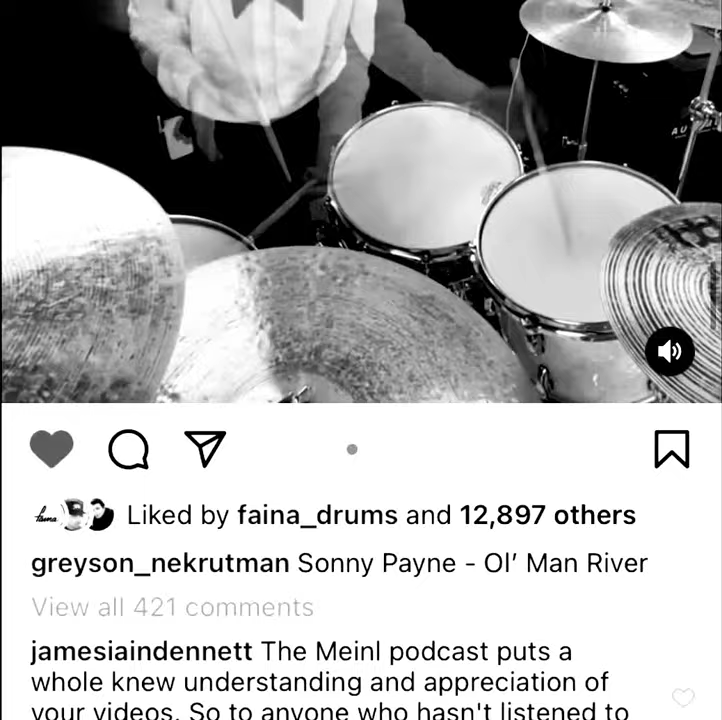 Liked by faina_drums and 12,897 others
greyson_nekrutman Sonny Payne - Ol' Man River
View all 421 comments
jamesiaindennett The Meinl podcast puts a
whole knew understanding and appreciation of
your videos. So to anyone who hasn't listened to